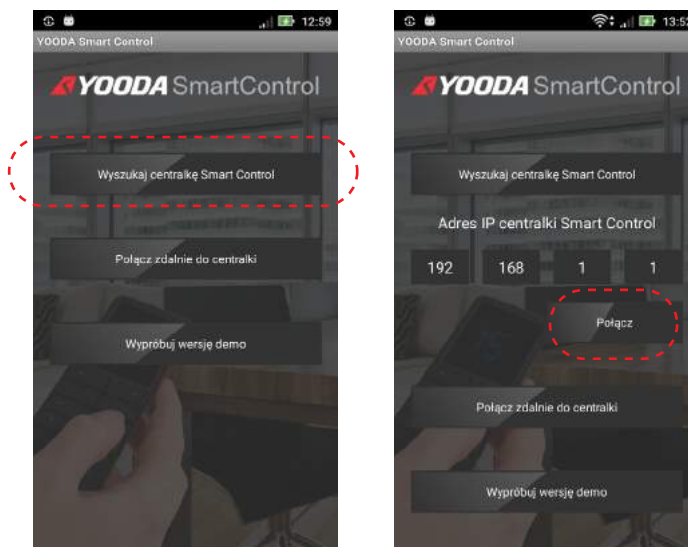 12:59
YOODA Smart Control
YOODA SmartControl
Wyszukaj centralkę Smart Control
Połącz zdalnie do centralki
Wypróbuj wersję demo
13:52
YOODA Smart Control
YOODA SmartControl
Wyszukaj centralkę Smart Control
Adres IP centralki Smart Control
192 168 1 1
Połącz
Połącz zdalnie do centralki
Wypróbuj wersję demo